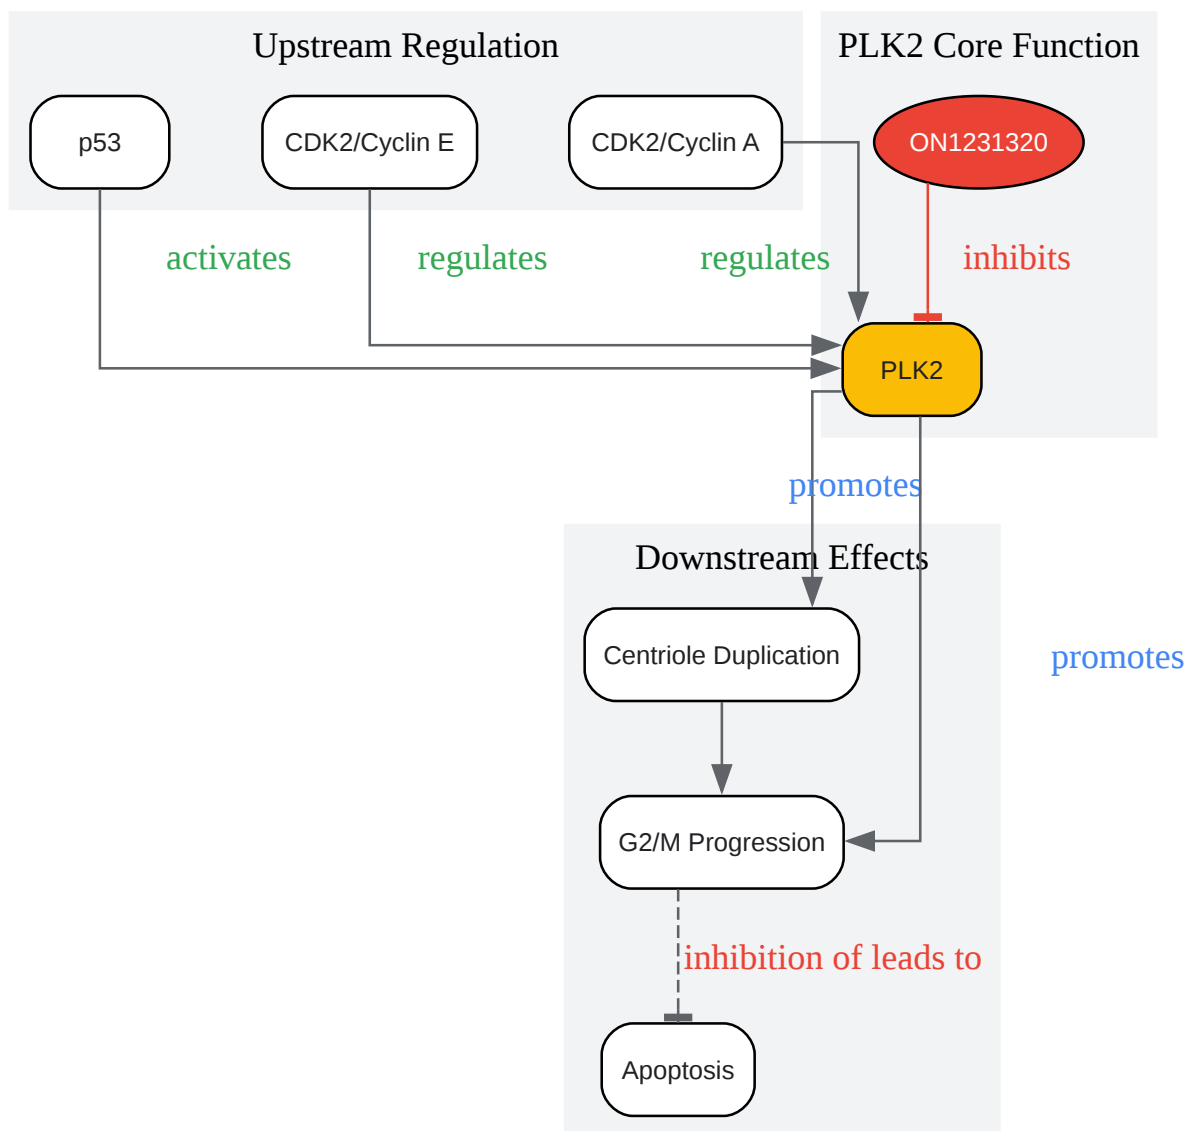 Upstream Regulation
PLK2 Core Function
p53
CDK2/Cyclin E
CDK2/Cyclin A
ON1231320
activates
regulates
regulates
inhibits
PLK2
promotes
Downstream Effects
Centriole Duplication
promotes
G2/M Progression
inhibition of leads to
Apoptosis